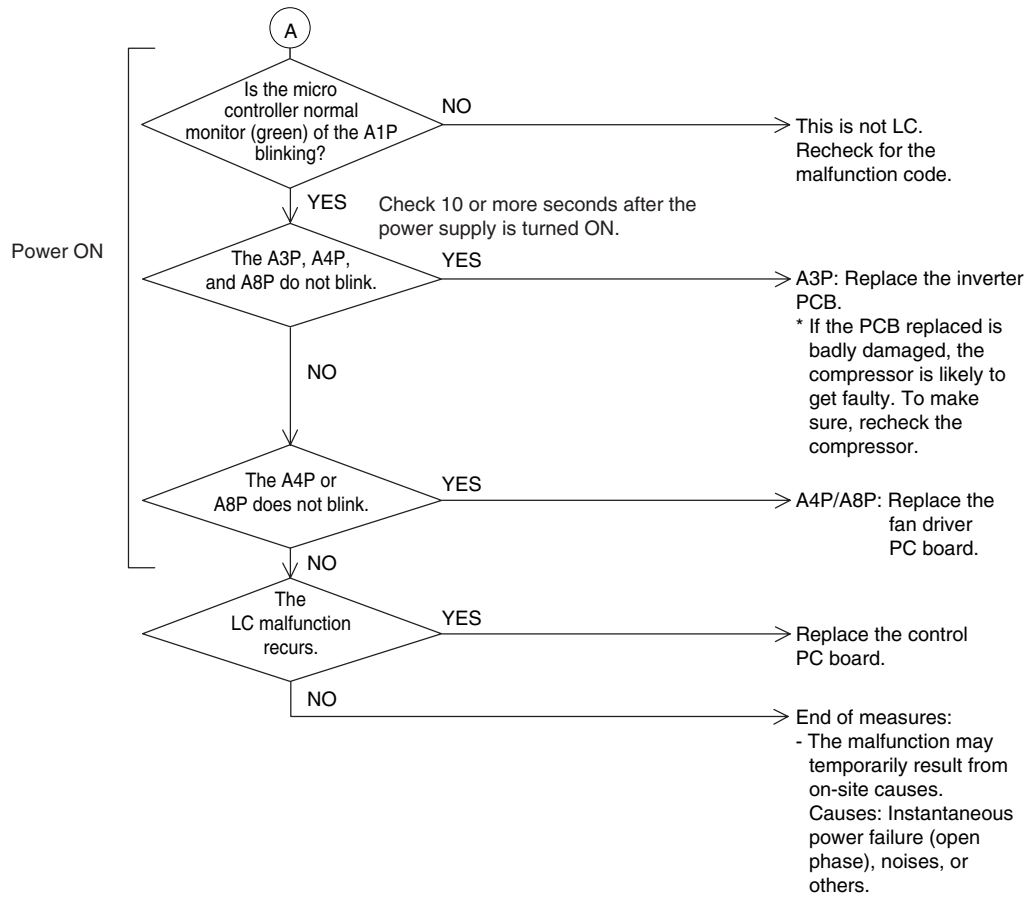 A
Is the micro
controller normal
monitor (green) of the A1P
blinking?
NO
This is not LC.
Recheck for the
malfunction code.
YES
Check 10 or more seconds after the
power supply is turned ON.
Power ON
The A3P, A4P,
and A8P do not blink.
YES
A3P: Replace the inverter
PCB.
* If the PCB replaced is
badly damaged, the
compressor is likely to
get faulty. To make
sure, recheck the
compressor.
NO
The A4P or
A8P does not blink.
YES
A4P/A8P: Replace the
fan driver
PC board.
NO
The
LC malfunction
recurs.
YES
Replace the control
PC board.
NO
End of measures:
- The malfunction may
temporarily result from
on-site causes.
Causes: Instantaneous
power failure (open
phase), noises, or
others.